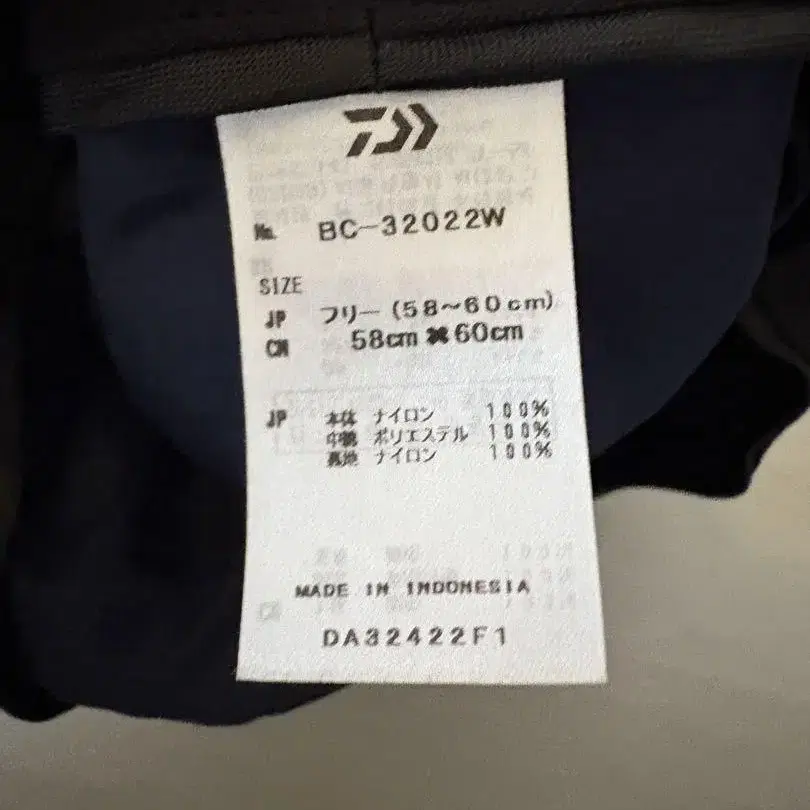 No. BC-32022W
SIZE
JP フリー (58~60cm)
CN 58cm ✖ 60cm
JP 本体 ナイロン 100%
中綿 ポリエステル 100%
裏地 ナイロン 100%
MADE IN INDONESIA
DA32422F1